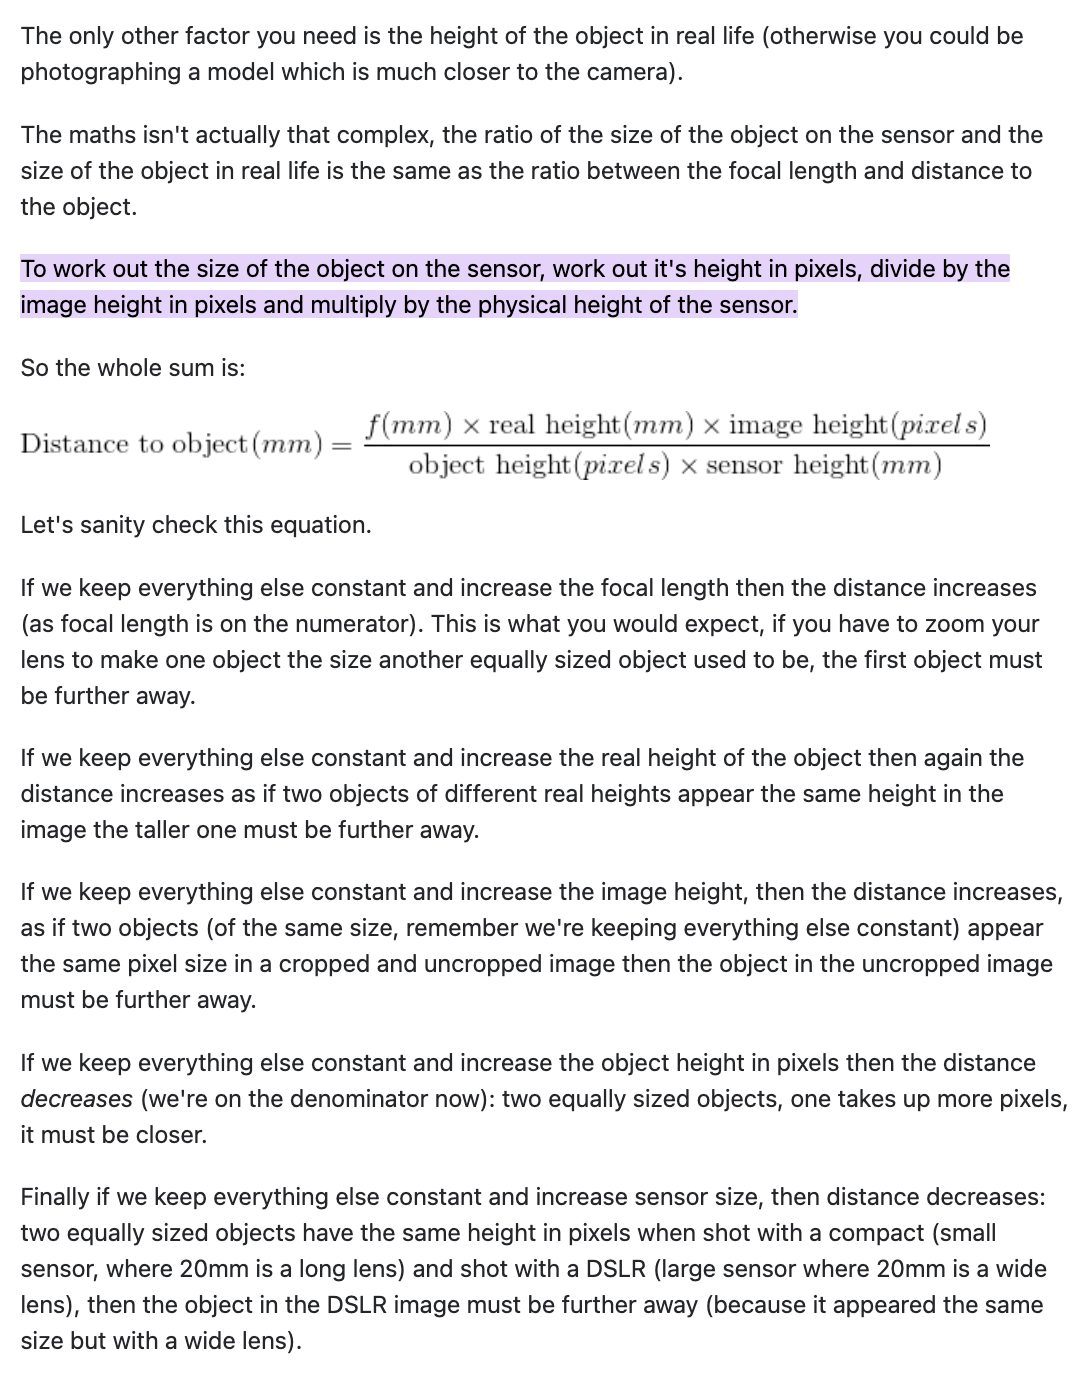 The only other factor you need is the height of the object in real life (otherwise you could be
photographing a model which is much closer to the camera).
The maths isn't actually that complex, the ratio of the size of the object on the sensor and the
size of the object in real life is the same as the ratio between the focal length and distance to
the object.
To work out the size of the object on the sensor, work out it's height in pixels, divide by the
image height in pixels and multiply by the physical height of the sensor.
So the whole sum is:
Distance to object(mm) = f(mm) × real height(mm) × image height(pixels)
object height(pixels) × sensor height(mm)
Let's sanity check this equation.
If we keep everything else constant and increase the focal length then the distance increases
(as focal length is on the numerator). This is what you would expect, if you have to zoom your
lens to make one object the size another equally sized object used to be, the first object must
be further away.
If we keep everything else constant and increase the real height of the object then again the
distance increases as if two objects of different real heights appear the same height in the
image the taller one must be further away.
If we keep everything else constant and increase the image height, then the distance increases,
as if two objects (of the same size, remember we're keeping everything else constant) appear
the same pixel size in a cropped and uncropped image then the object in the uncropped image
must be further away.
If we keep everything else constant and increase the object height in pixels then the distance
decreases (we're on the denominator now): two equally sized objects, one takes up more pixels,
it must be closer.
Finally if we keep everything else constant and increase sensor size, then distance decreases:
two equally sized objects have the same height in pixels when shot with a compact (small
sensor, where 20mm is a long lens) and shot with a DSLR (large sensor where 20mm is a wide
lens), then the object in the DSLR image must be further away (because it appeared the same
size but with a wide lens).